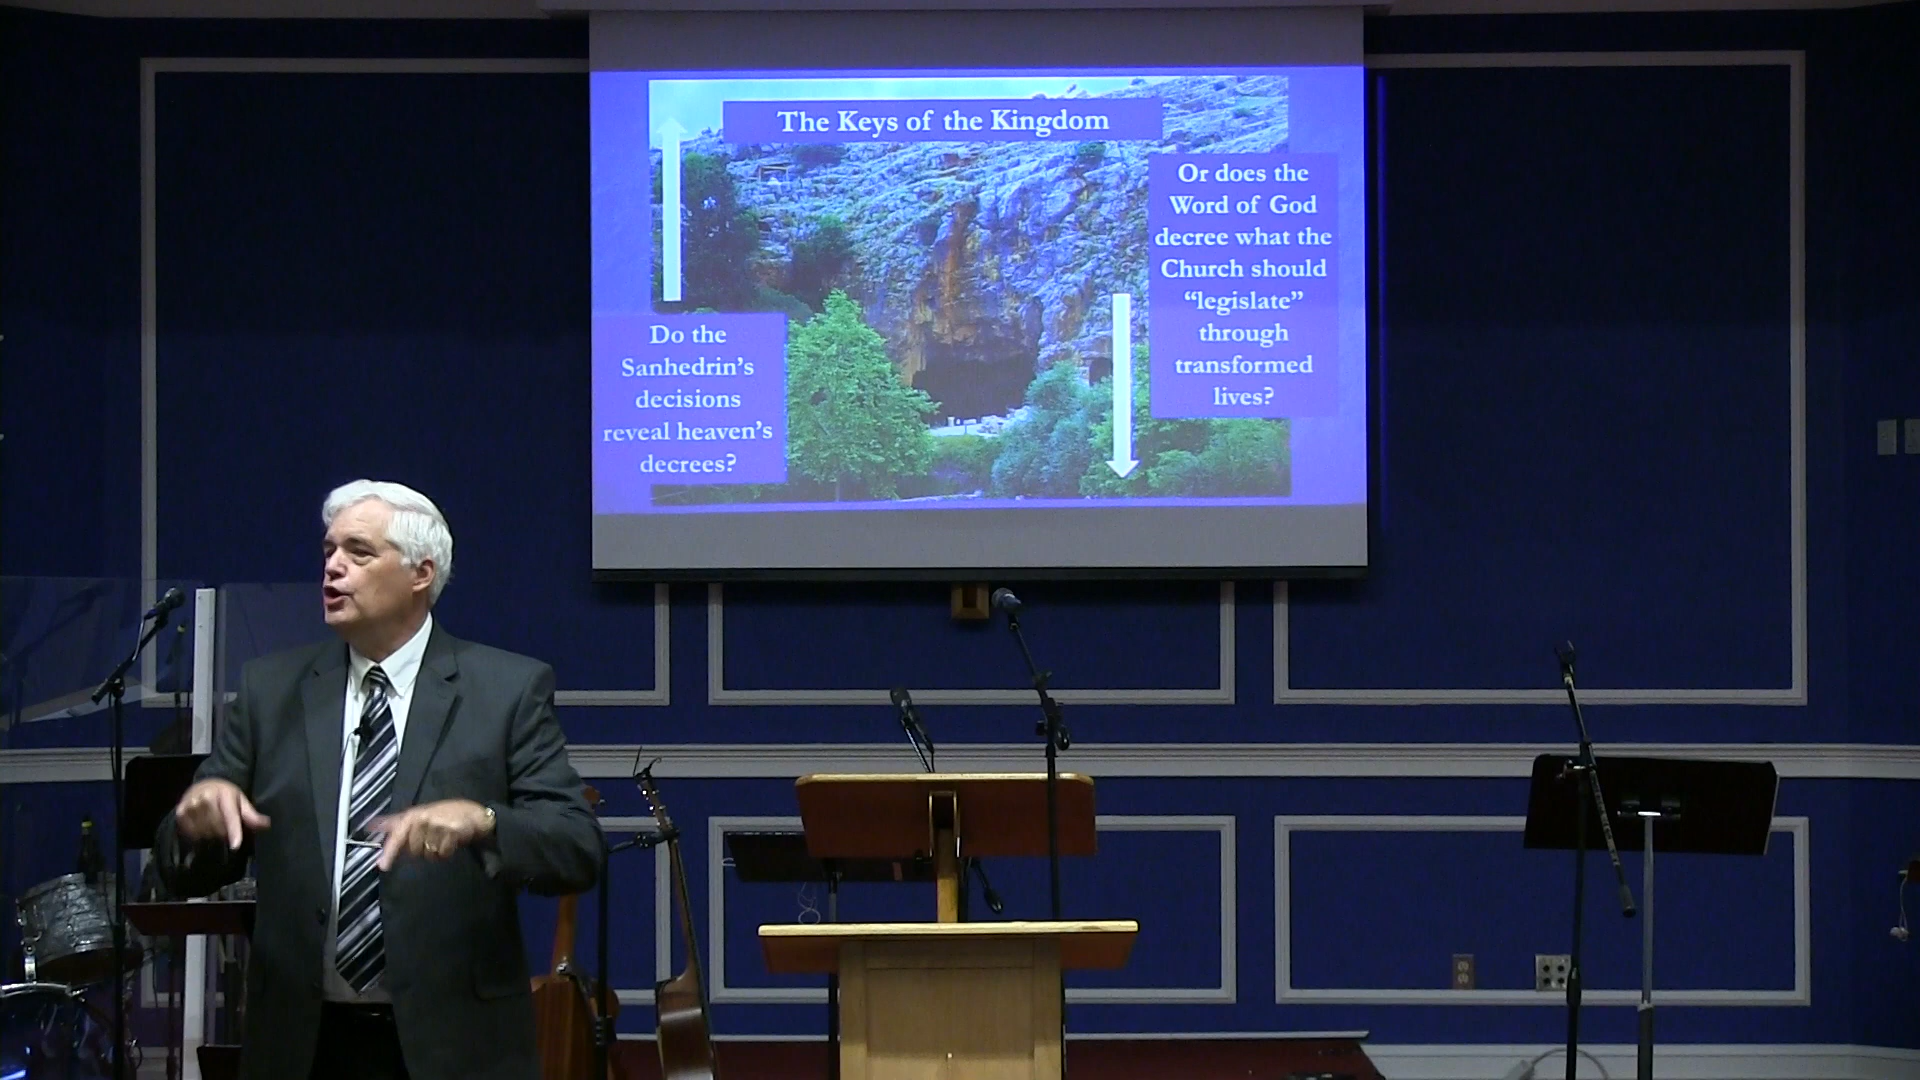 The Keys of the Kingdom
Do the
Sanhedrin's
decisions
reveal heaven's
decrees?
Or does the
Word of God
decree what the
Church should
“legislate”
through
transformed
lives?